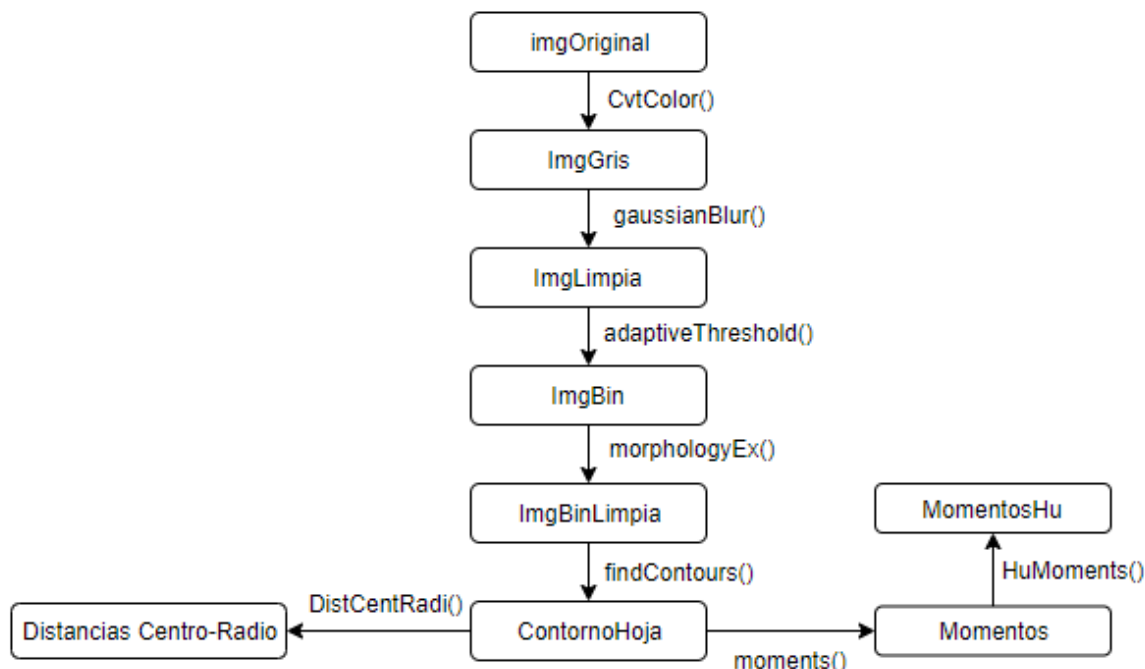 imgOriginal
CvtColor()
ImgGris
gaussianBlur()
ImgLimpia
adaptiveThreshold()
ImgBin
morphologyEx()
ImgBinLimpia
MomentosHu
findContours()
HuMoments()
DistCentRadi()
Distancias Centro-Radio
ContornoHoja
Momentos
moments()